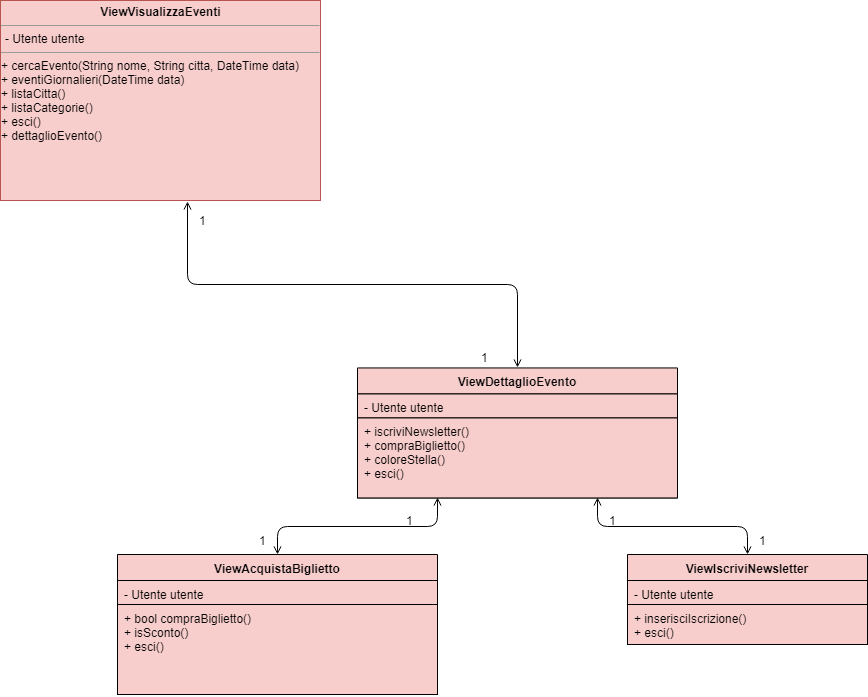 ViewVisualizzaEventi
- Utente utente
+ cercaEvento(String nome, String citta, DateTime data)
+ eventiGiornalieri(DateTime data)
+ listaCitta()
+ listaCategorie()
+ esci()
+ dettaglioEvento()
1
1
ViewDettaglioEvento
- Utente utente
+ iscriviNewsletter()
+ compraBiglietto()
+ coloreStella()
+ esci()
1
1
1
1
ViewAcquistaBiglietto
- Utente utente
+ bool compraBiglietto()
+ isSconto()
+ esci()
ViewIscriviNewsletter
- Utente utente
+ inserisciIscrizione()
+ esci()